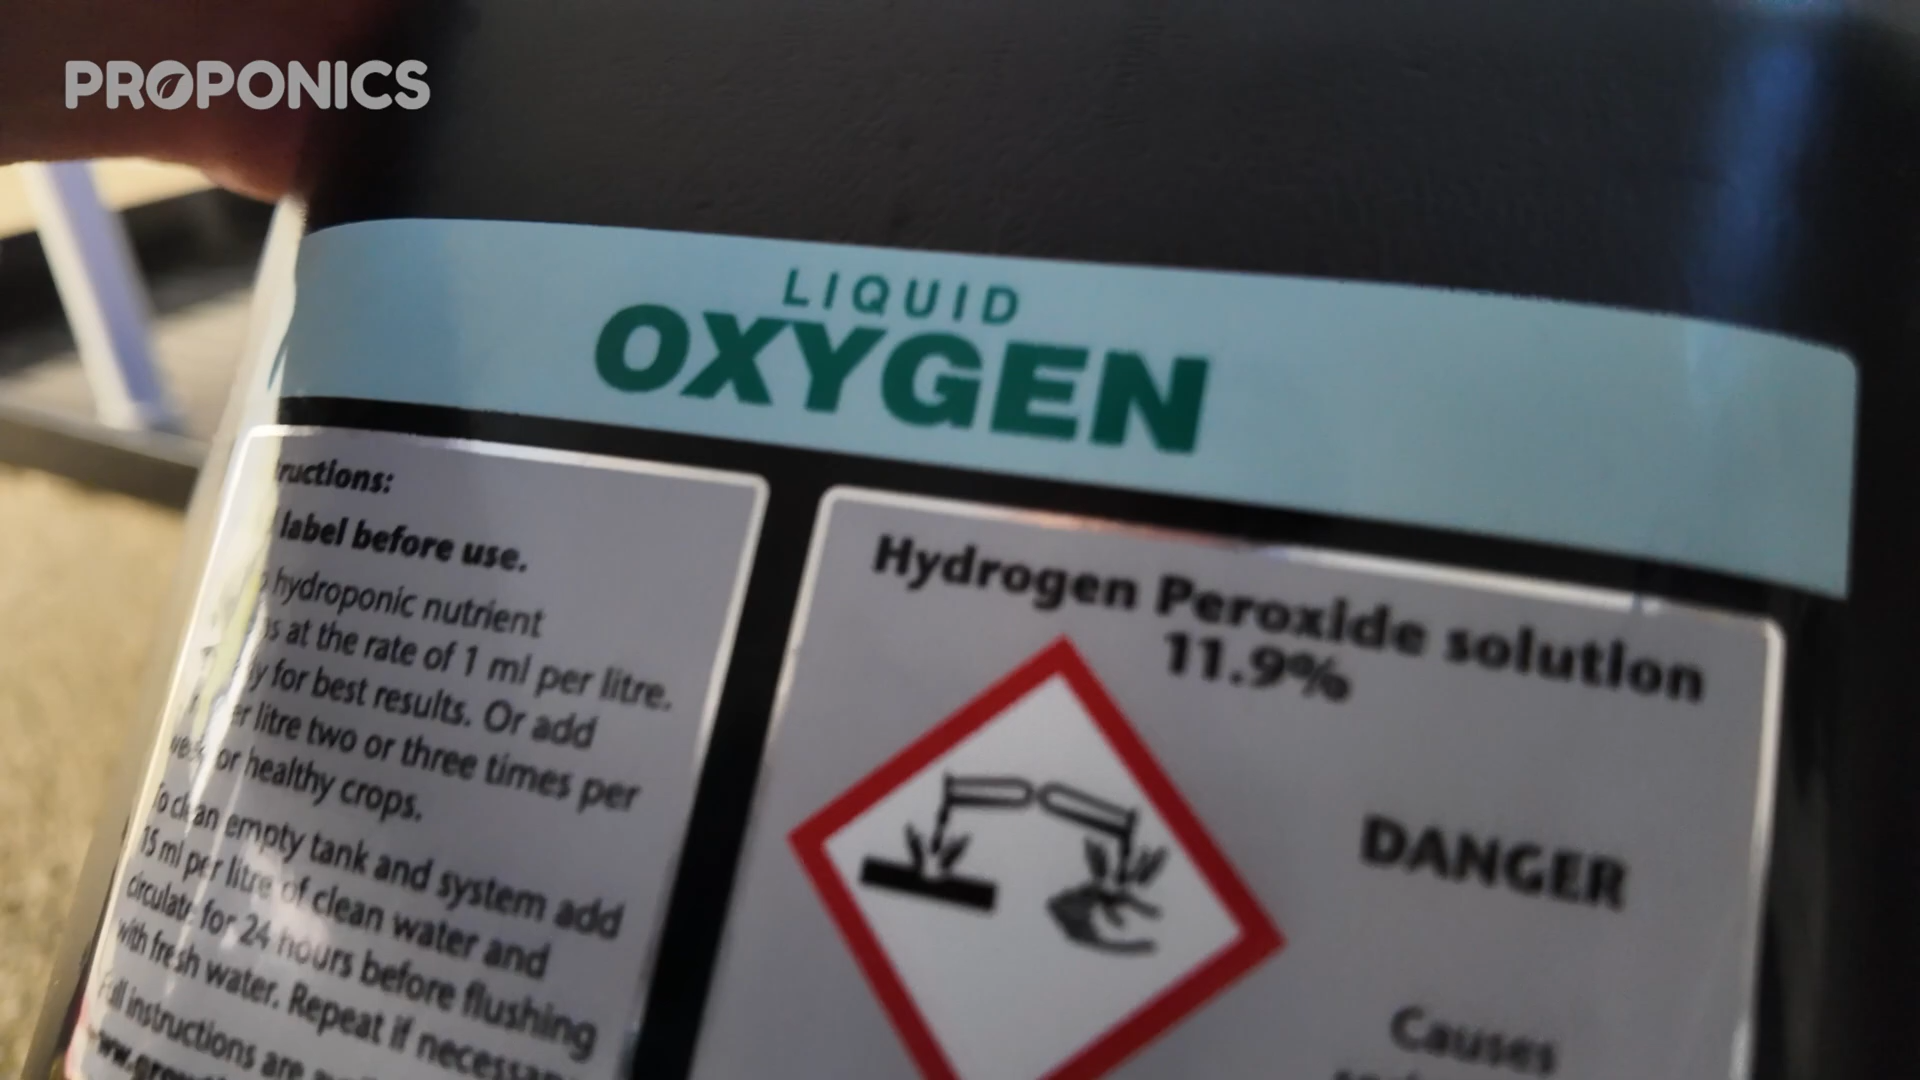 PROPONICS
LIQUID
OXYGEN
ructions:
label before use.
hydroponic nutrient
s at the rate of 1 ml per litre.
y for best results. Or add
er litre two or three times per
week for healthy crops.
To clean empty tank and system add
15 ml per litre of clean water and
circulate for 24 hours before flushing
with fresh water. Repeat if necessary
Full instructions are
Hydrogen Peroxide solution
11.9%
DANGER
Causes